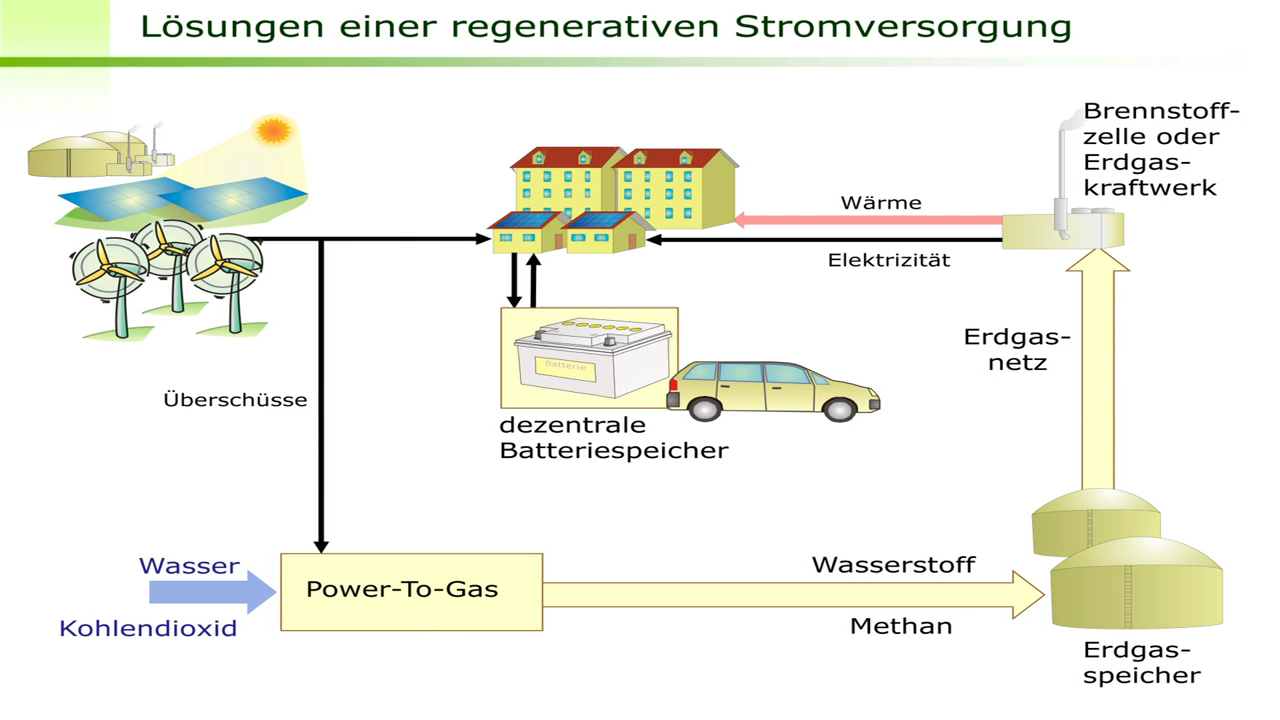 Lösungen einer regenerativen Stromversorgung
Brennstoff-
zelle oder
Erdgas-
kraftwerk
Wärme
Elektrizität
Erdgas-
netz
Batterie
Überschüsse
dezentrale
Batteriespeicher
Wasser
Kohlendioxid
Power-To-Gas
Wasserstoff
Methan
Erdgas-
speicher